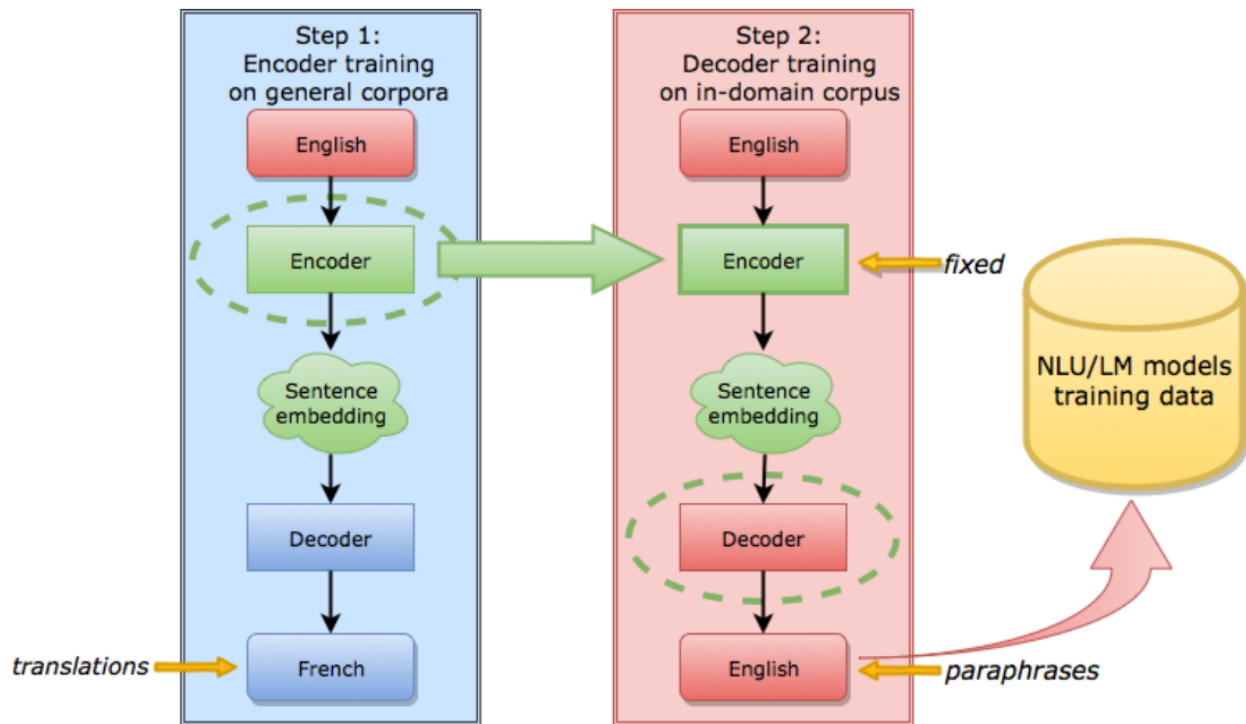 Step 1:
Encoder training
on general corpora
English
Encoder
Sentence
embedding
Decoder
French
translations
Step 2:
Decoder training
on in-domain corpus
English
Encoder
fixed
Sentence
embedding
Decoder
English
paraphrases
NLU/LM models
training data